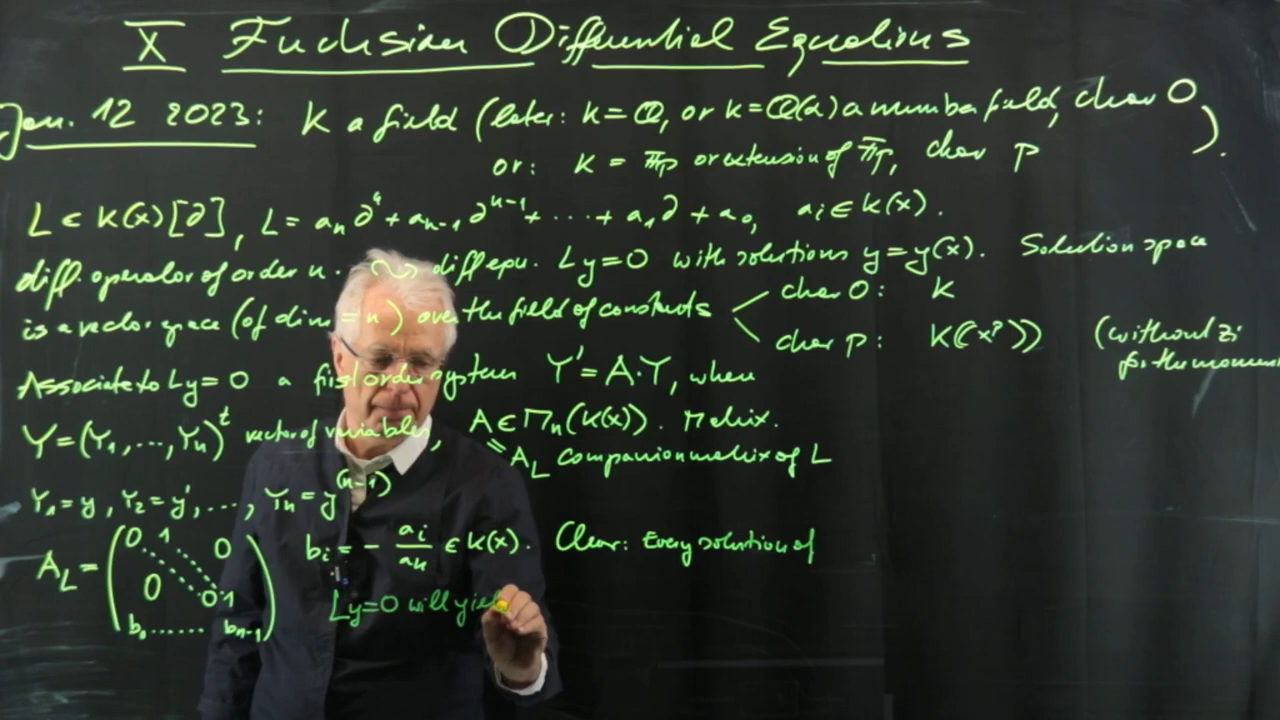 X Fuchsian Differential Equations
Jan. 12 2023: K a field (later: K = ℚ, or K = ℚ(α) a number field, char 0,
or: K = 𝔽p or extension of 𝔽p, char p ).
L ∈ K(x)[∂], L = aₙ∂ⁿ + aₙ₋₁∂ⁿ⁻¹ + ⋯ + a₁∂ + a₀, aᵢ ∈ K(x).
diff. operator of order n. ⤳ diff. equ. Ly=0 with solutions y=y(x). Solution space
is a vector space (of dim = n) over the field of constants
char 0: K
char p: K((xᵖ)) (without zᵢ for the momen
Associate to Ly=0 a first order system Y' = A·Y, where
Y = (Y₁, ..., Yₙ)ᵗ vector of variables, A ∈ Mₙ(K(x)). Matrix.
= A_L companion matrix of L
Y₁ = y, Y₂ = y', ..., Yₙ = y⁽ⁿ⁻¹⁾
A_L = ( 0 1 0 0 0 1 b₀ ...... bₙ₋₁ ) bᵢ = - aᵢ/aₙ ∈ K(x). Clear: Every solution of
Ly=0 will yie